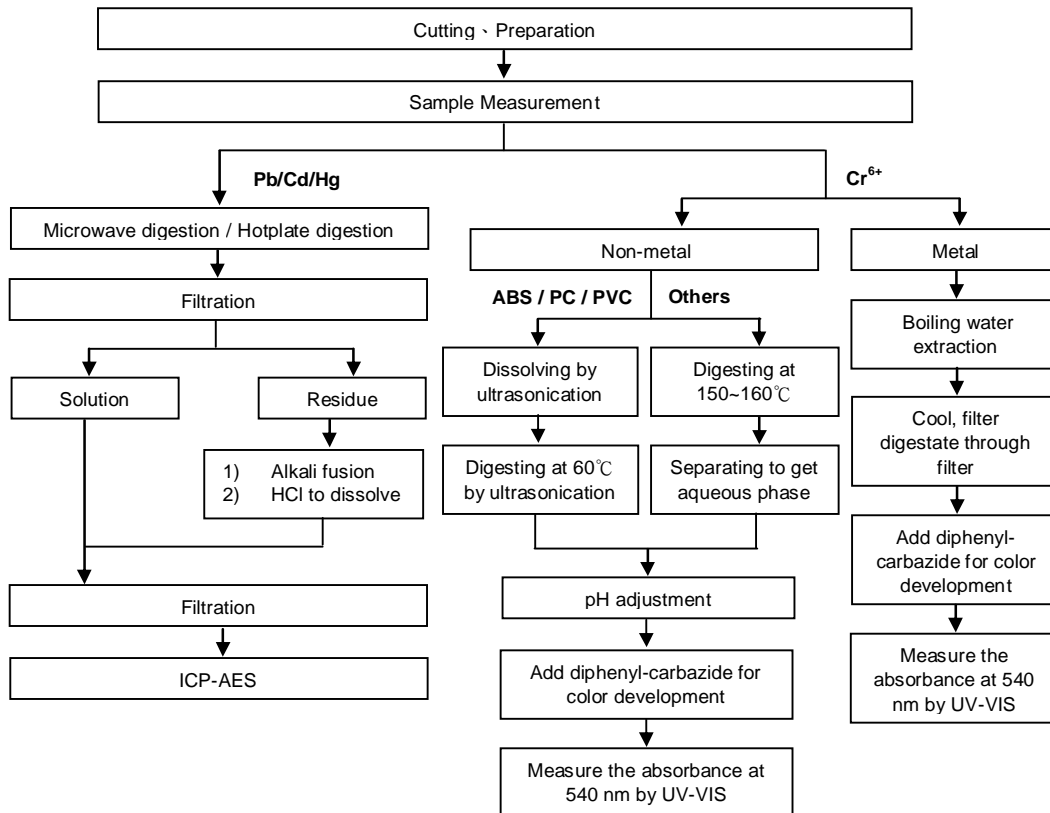 Cutting、Preparation
Sample Measurement
Pb/Cd/Hg
Microwave digestion / Hotplate digestion
Filtration
Solution
Residue
1) Alkali fusion
2) HCl to dissolve
Filtration
ICP-AES
Cr⁶⁺
Non-metal
ABS / PC / PVC
Others
Dissolving by
ultrasonication
Digesting at 60℃
by ultrasonication
Digesting at
150~160℃
Separating to get
aqueous phase
pH adjustment
Add diphenyl-carbazide for
color development
Measure the absorbance at
540 nm by UV-VIS
Metal
Boiling water
extraction
Cool, filter
digestate through
filter
Add diphenyl-
carbazide for color
development
Measure the
absorbance at 540
nm by UV-VIS